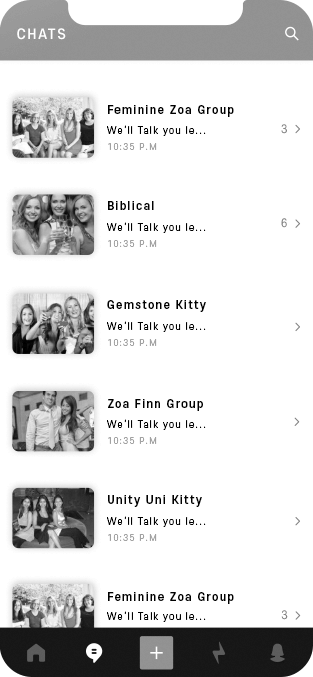 CHATS
Feminine Zoa Group
We'll Talk you le...
10:35 P.M
3
Biblical
We'll Talk you le...
10:35 P.M
6
Gemstone Kitty
We'll Talk you le...
10:35 P.M
Zoa Finn Group
We'll Talk you le...
10:35 P.M
Unity Uni Kitty
We'll Talk you le...
10:35 P.M
Feminine Zoa Group
We'll Talk you le...
3